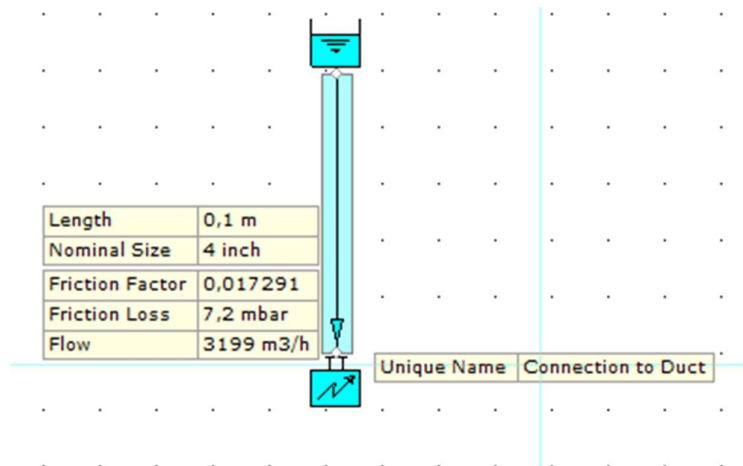 Length 0,1 m
Nominal Size 4 inch
Friction Factor 0,017291
Friction Loss 7,2 mbar
Flow 3199 m3/h
Unique Name Connection to Duct